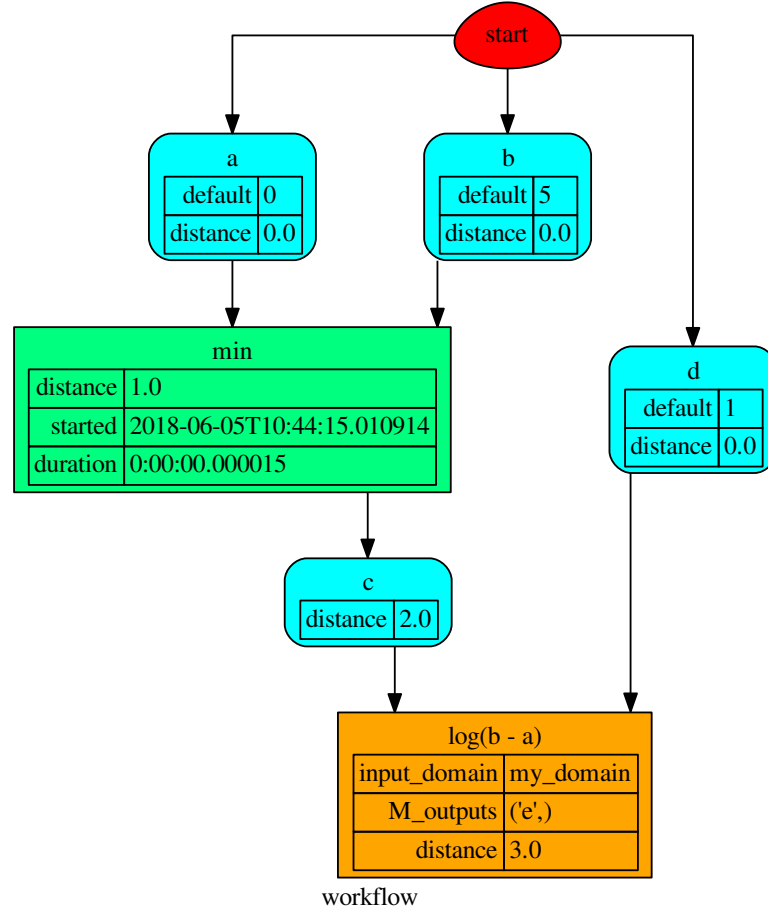 start
a
default 0
distance 0.0
b
default 5
distance 0.0
min
distance 1.0
started 2018-06-05T10:44:15.010914
duration 0:00:00.000015
d
default 1
distance 0.0
c
distance 2.0
log(b - a)
input_domain my_domain
M_outputs ('e',)
distance 3.0
workflow